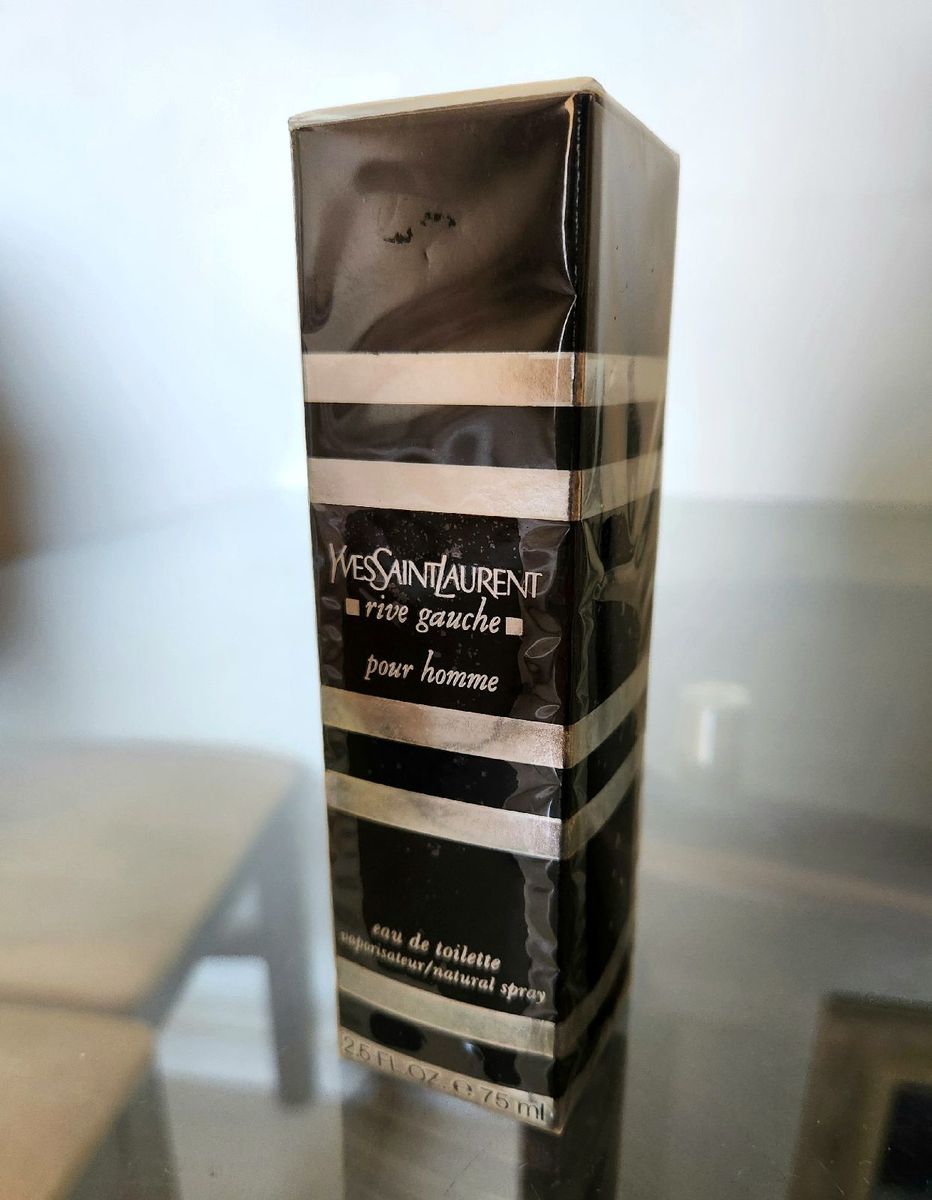 YVESSAINTLAURENT
rive gauche
pour homme
eau de toilette
vaporisateur/natural spray
2.5 FL.OZ. ℮ 75 ml